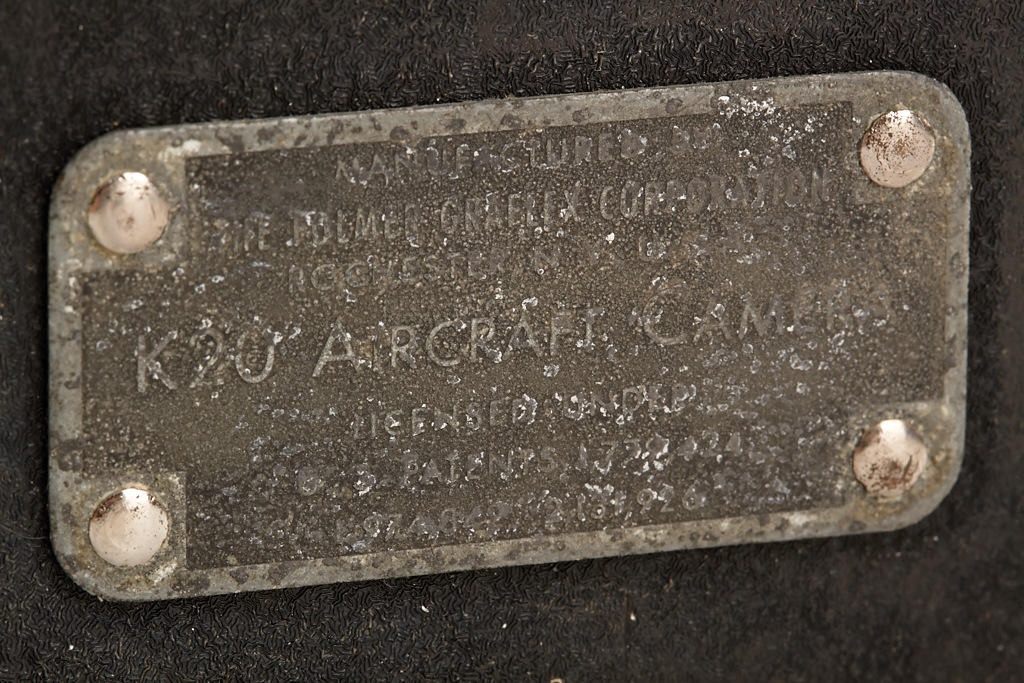 MANUFACTURED BY
THE FOLMER GRAFLEX CORPORATION
ROCHESTER, N. Y. U. S. A.
K20 AIRCRAFT CAMERA
LICENSED UNDER
U. S. PATENTS